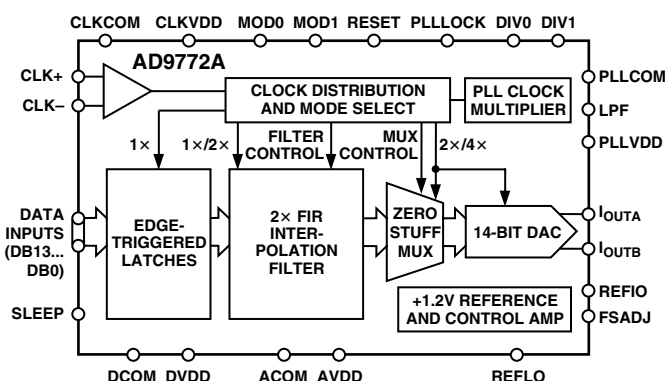 CLKCOM CLKVDD MOD0 MOD1 RESET PLLLOCK DIV0 DIV1
AD9772A
CLK+
CLK–
CLOCK DISTRIBUTION
AND MODE SELECT
PLL CLOCK
MULTIPLIER
PLLCOM
LPF
PLLVDD
1× 1×/2× FILTER
CONTROL
MUX
CONTROL
2×/4×
DATA
INPUTS
(DB13...
DB0)
EDGE-
TRIGGERED
LATCHES
2× FIR
INTER-
POLATION
FILTER
ZERO
STUFF
MUX
14-BIT DAC
IOUTA
IOUTB
SLEEP
+1.2V REFERENCE
AND CONTROL AMP
REFIO
FSADJ
DCOM DVDD ACOM AVDD REFLO